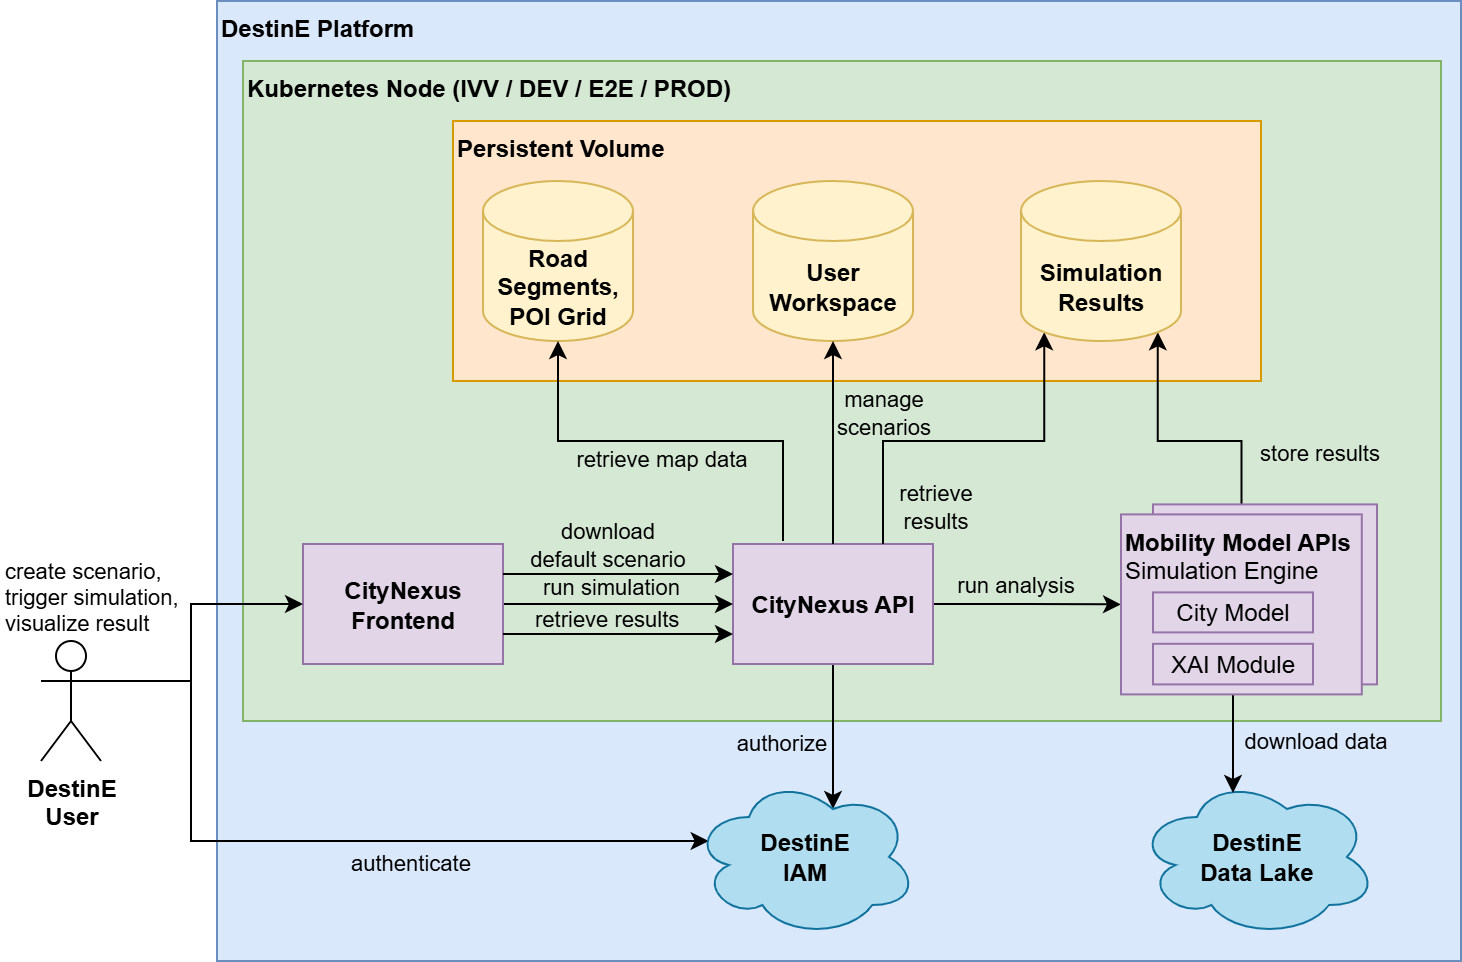 DestinE Platform
Kubernetes Node (IVV / DEV / E2E / PROD)
Persistent Volume
Road
Segments,
POI Grid
User
Workspace
Simulation
Results
manage
scenarios
retrieve map data
store results
retrieve
results
download
default scenario
run simulation
retrieve results
create scenario,
trigger simulation,
visualize result
CityNexus
Frontend
CityNexus API
run analysis
Mobility Model APIs
Simulation Engine
City Model
XAI Module
DestinE
User
authorize
download data
authenticate
DestinE
IAM
DestinE
Data Lake